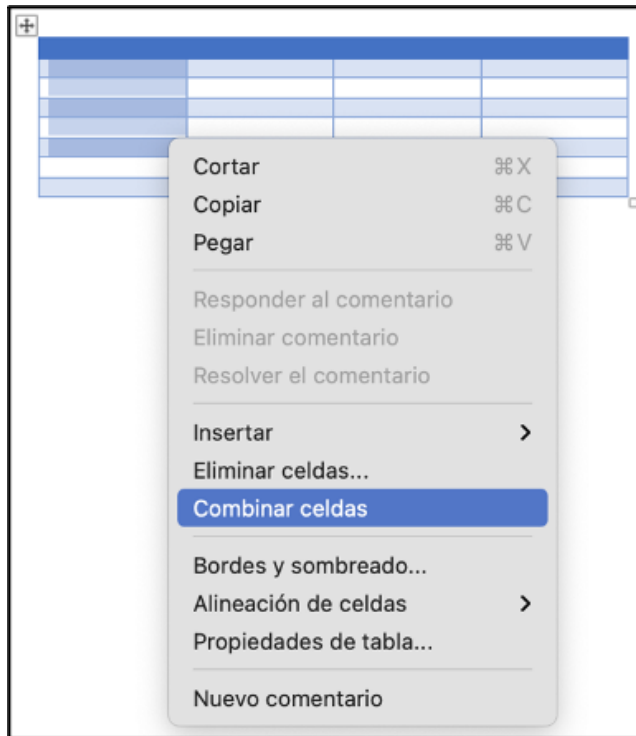 Cortar ⌘X
Copiar ⌘C
Pegar ⌘V
Responder al comentario
Eliminar comentario
Resolver el comentario
Insertar
Eliminar celdas...
Combinar celdas
Bordes y sombreado...
Alineación de celdas
Propiedades de tabla...
Nuevo comentario